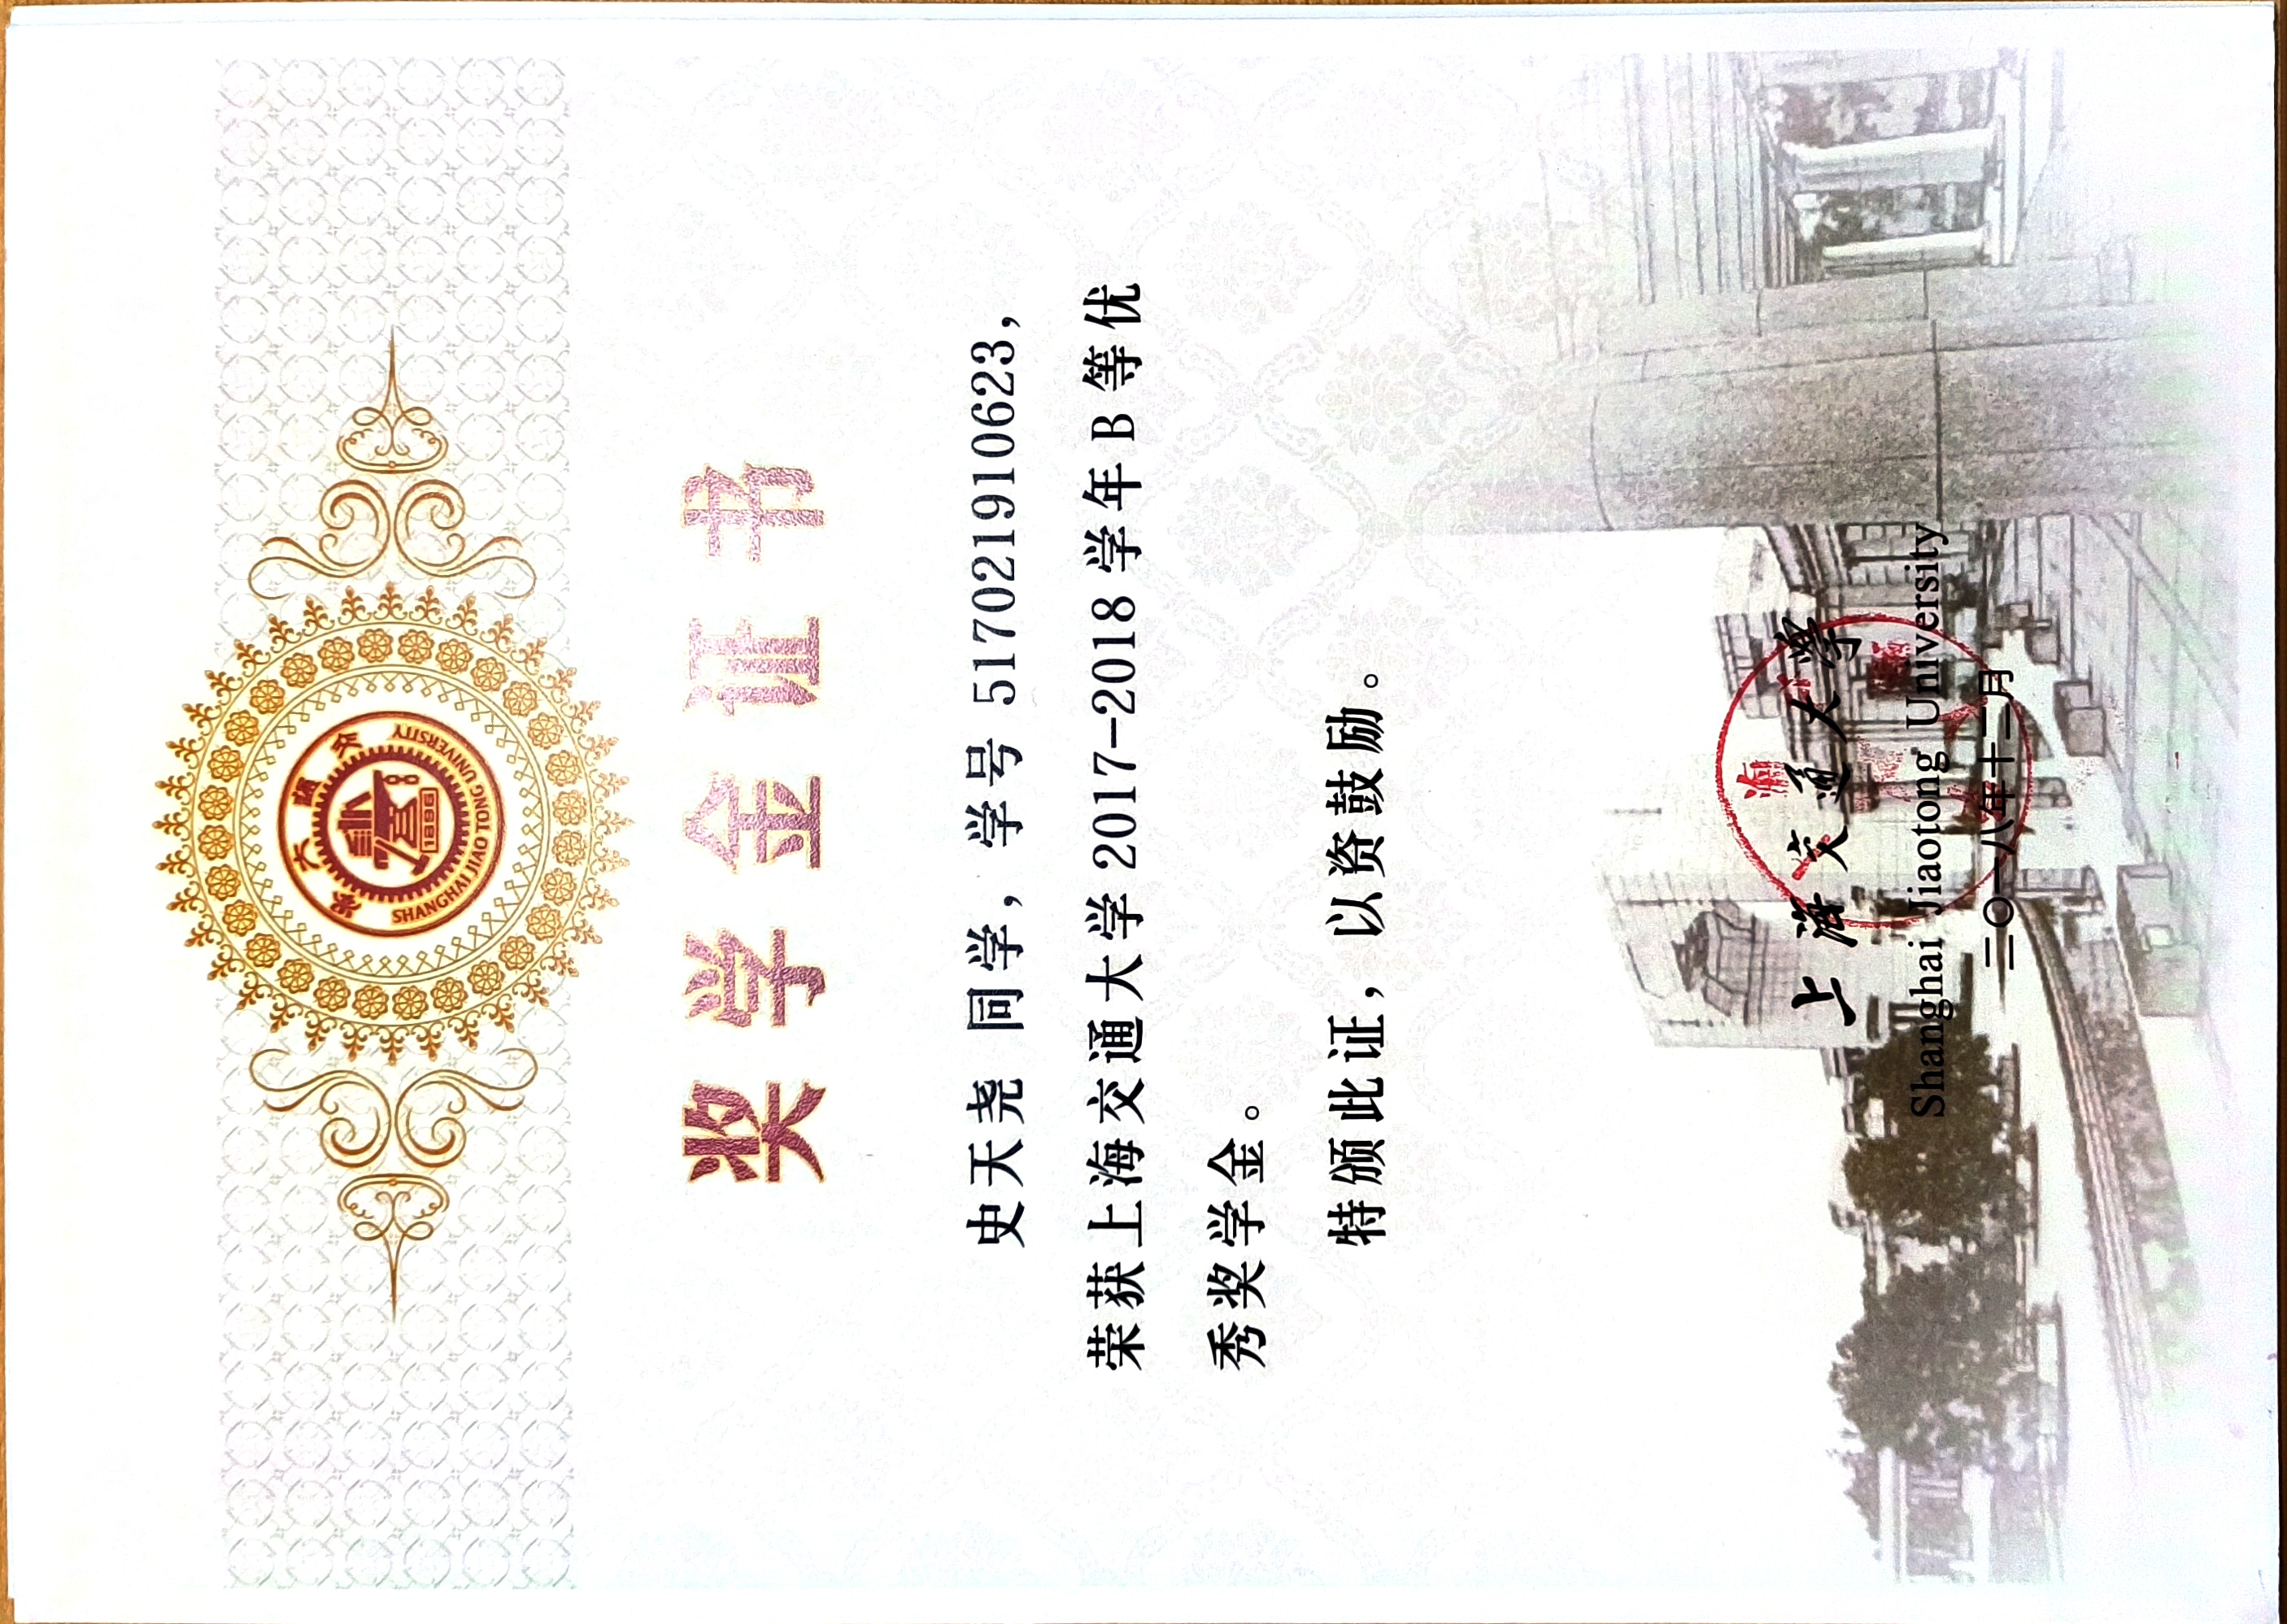 交通大學
1896
SHANGHAI JIAO TONG UNIVERSITY
奖学金证书
史天尧 同学，学号 517021910623，
荣获上海交通大学 2017-2018 学年 B 等优
秀奖学金。
特颁此证，以资鼓励。
上海交通大学
Shanghai Jiaotong University
二〇一八年十二月